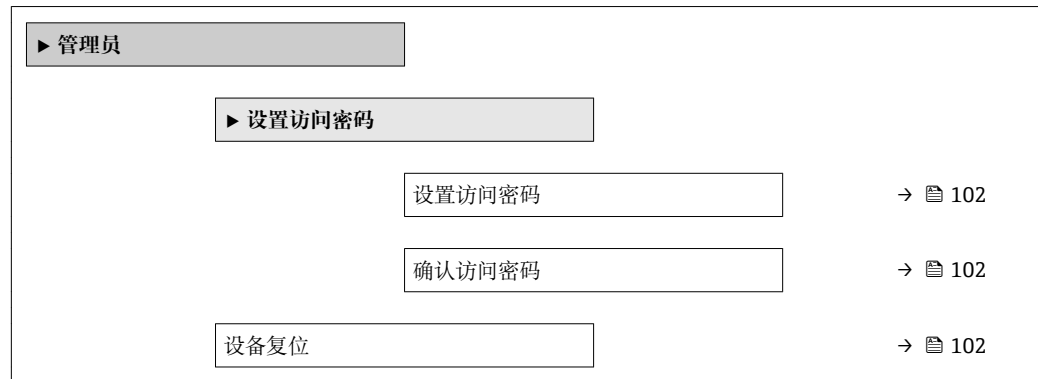 ▶ 管理员
▶ 设置访问密码
设置访问密码 → 102
确认访问密码 → 102
设备复位 → 102